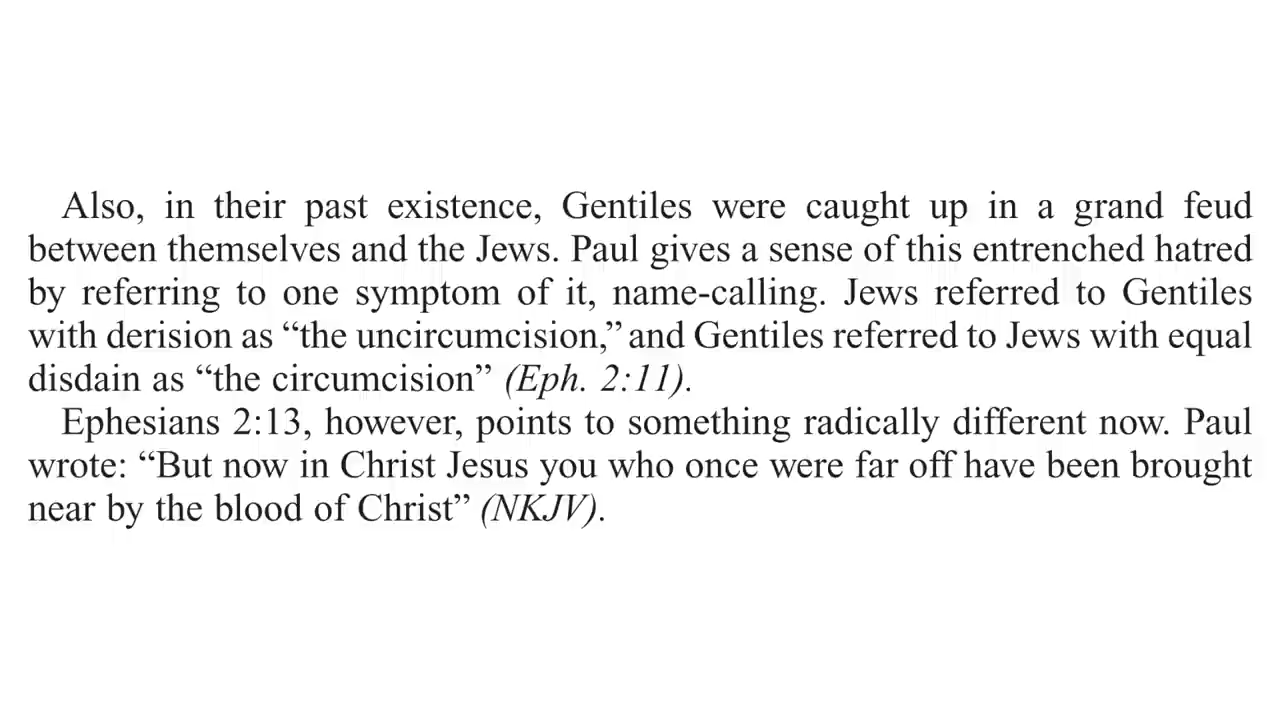 Also, in their past existence, Gentiles were caught up in a grand feud
between themselves and the Jews. Paul gives a sense of this entrenched hatred
by referring to one symptom of it, name-calling. Jews referred to Gentiles
with derision as “the uncircumcision,” and Gentiles referred to Jews with equal
disdain as “the circumcision” (Eph. 2:11).
Ephesians 2:13, however, points to something radically different now. Paul
wrote: “But now in Christ Jesus you who once were far off have been brought
near by the blood of Christ” (NKJV).